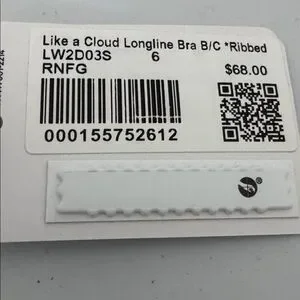 Like a Cloud Longline Bra B/C *Ribbed
LW2D03S 6
RNFG $68.00
000155752612